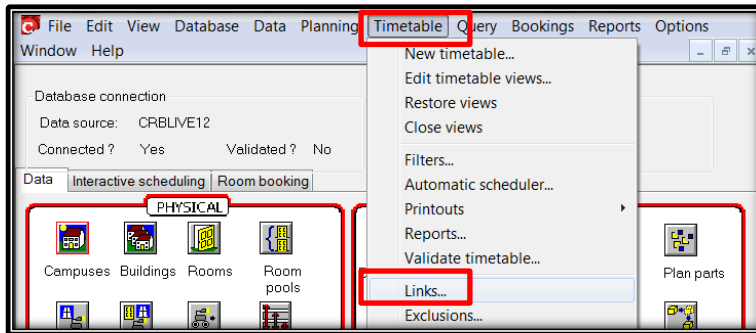 File Edit View Database Data Planning Timetable Query Bookings Reports Options
Window Help
New timetable...
Edit timetable views...
Restore views
Close views
Filters...
Automatic scheduler...
Printouts
Reports...
Validate timetable...
Links...
Exclusions...
Database connection
Data source: CRBLIVE12
Connected ? Yes Validated ? No
Data Interactive scheduling Room booking
PHYSICAL
Campuses Buildings Rooms Room pools
Plan parts